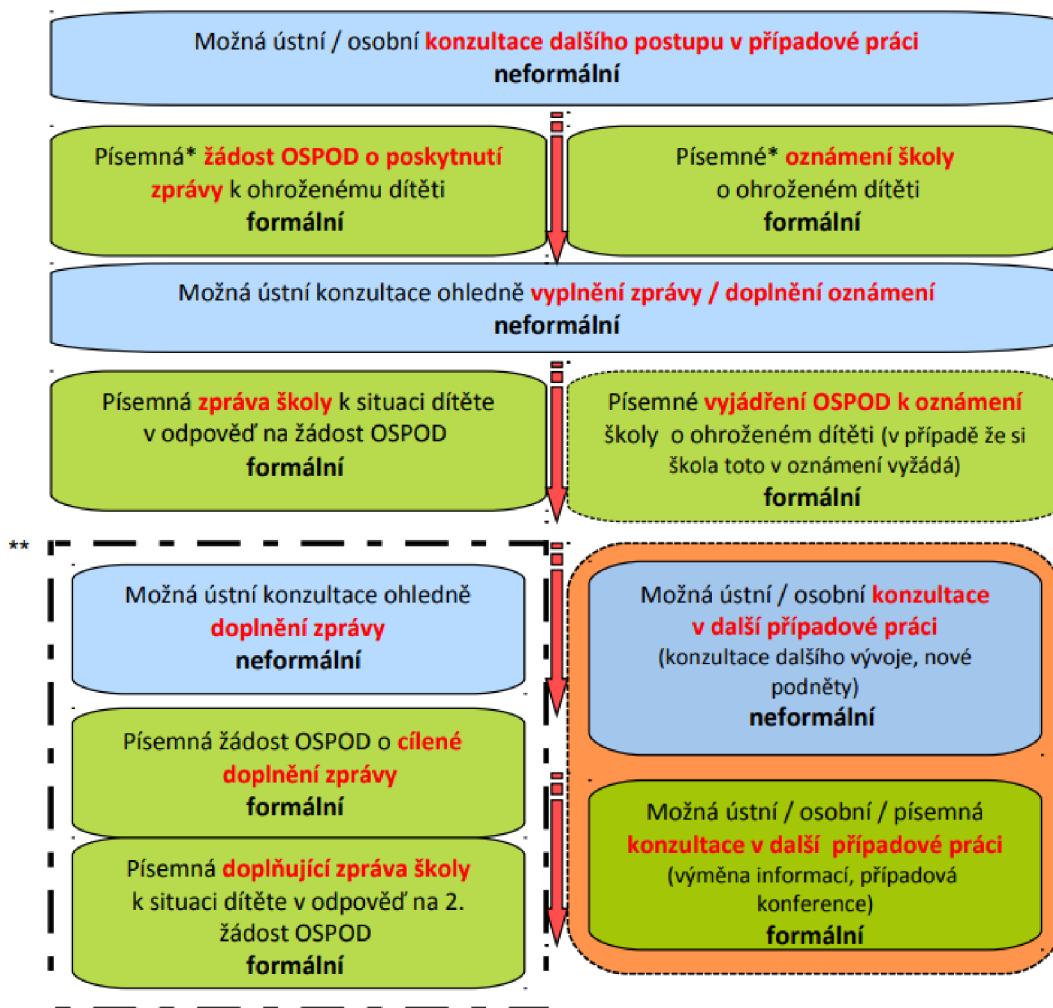 Možná ústní / osobní konzultace dalšího postupu v případové práci
neformální
Písemná* žádost OSPOD o poskytnutí
zprávy k ohroženému dítěti
formální
Písemné* oznámení školy
o ohroženém dítěti
formální
Možná ústní konzultace ohledně vyplnění zprávy / doplnění oznámení
neformální
Písemná zpráva školy k situaci dítěte
v odpověď na žádost OSPOD
formální
Písemné vyjádření OSPOD k oznámení
školy o ohroženém dítěti (v případě že si
škola toto v oznámení vyžádá)
formální
**
Možná ústní konzultace ohledně
doplnění zprávy
neformální
Písemná žádost OSPOD o cílené
doplnění zprávy
formální
Písemná doplňující zpráva školy
k situaci dítěte v odpověď na 2.
žádost OSPOD
formální
Možná ústní / osobní konzultace
v další případové práci
(konzultace dalšího vývoje, nové
podněty)
neformální
Možná ústní / osobní / písemná
konzultace v další případové práci
(výměna informací, případová
konference)
formální